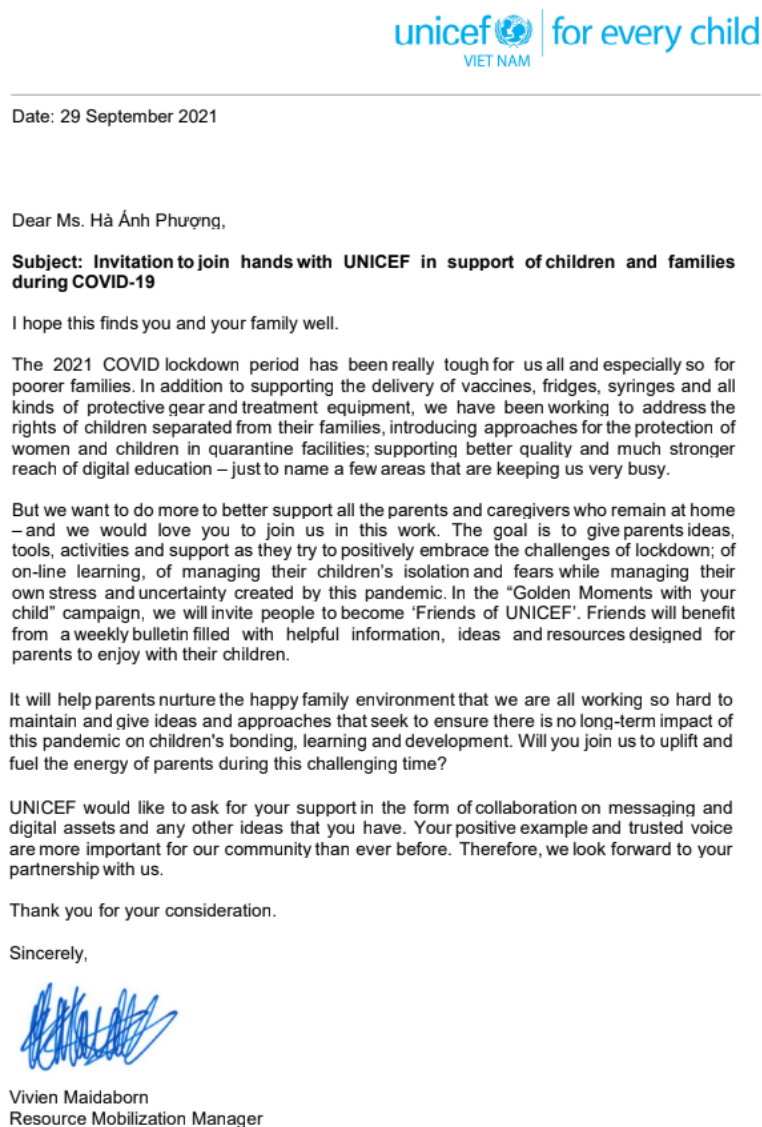 unicef for every child
VIET NAM
Date: 29 September 2021
Dear Ms. Hà Ánh Phượng,
Subject: Invitation to join hands with UNICEF in support of children and families
during COVID-19
I hope this finds you and your family well.
The 2021 COVID lockdown period has been really tough for us all and especially so for
poorer families. In addition to supporting the delivery of vaccines, fridges, syringes and all
kinds of protective gear and treatment equipment, we have been working to address the
rights of children separated from their families, introducing approaches for the protection of
women and children in quarantine facilities; supporting better quality and much stronger
reach of digital education – just to name a few areas that are keeping us very busy.
But we want to do more to better support all the parents and caregivers who remain at home
– and we would love you to join us in this work. The goal is to give parents ideas,
tools, activities and support as they try to positively embrace the challenges of lockdown; of
on-line learning, of managing their children's isolation and fears while managing their
own stress and uncertainty created by this pandemic. In the “Golden Moments with your
child” campaign, we will invite people to become ‘Friends of UNICEF’. Friends will benefit
from a weekly bulletin filled with helpful information, ideas and resources designed for
parents to enjoy with their children.
It will help parents nurture the happy family environment that we are all working so hard to
maintain and give ideas and approaches that seek to ensure there is no long-term impact of
this pandemic on children's bonding, learning and development. Will you join us to uplift and
fuel the energy of parents during this challenging time?
UNICEF would like to ask for your support in the form of collaboration on messaging and
digital assets and any other ideas that you have. Your positive example and trusted voice
are more important for our community than ever before. Therefore, we look forward to your
partnership with us.
Thank you for your consideration.
Sincerely,
Vivien Maidaborn
Resource Mobilization Manager